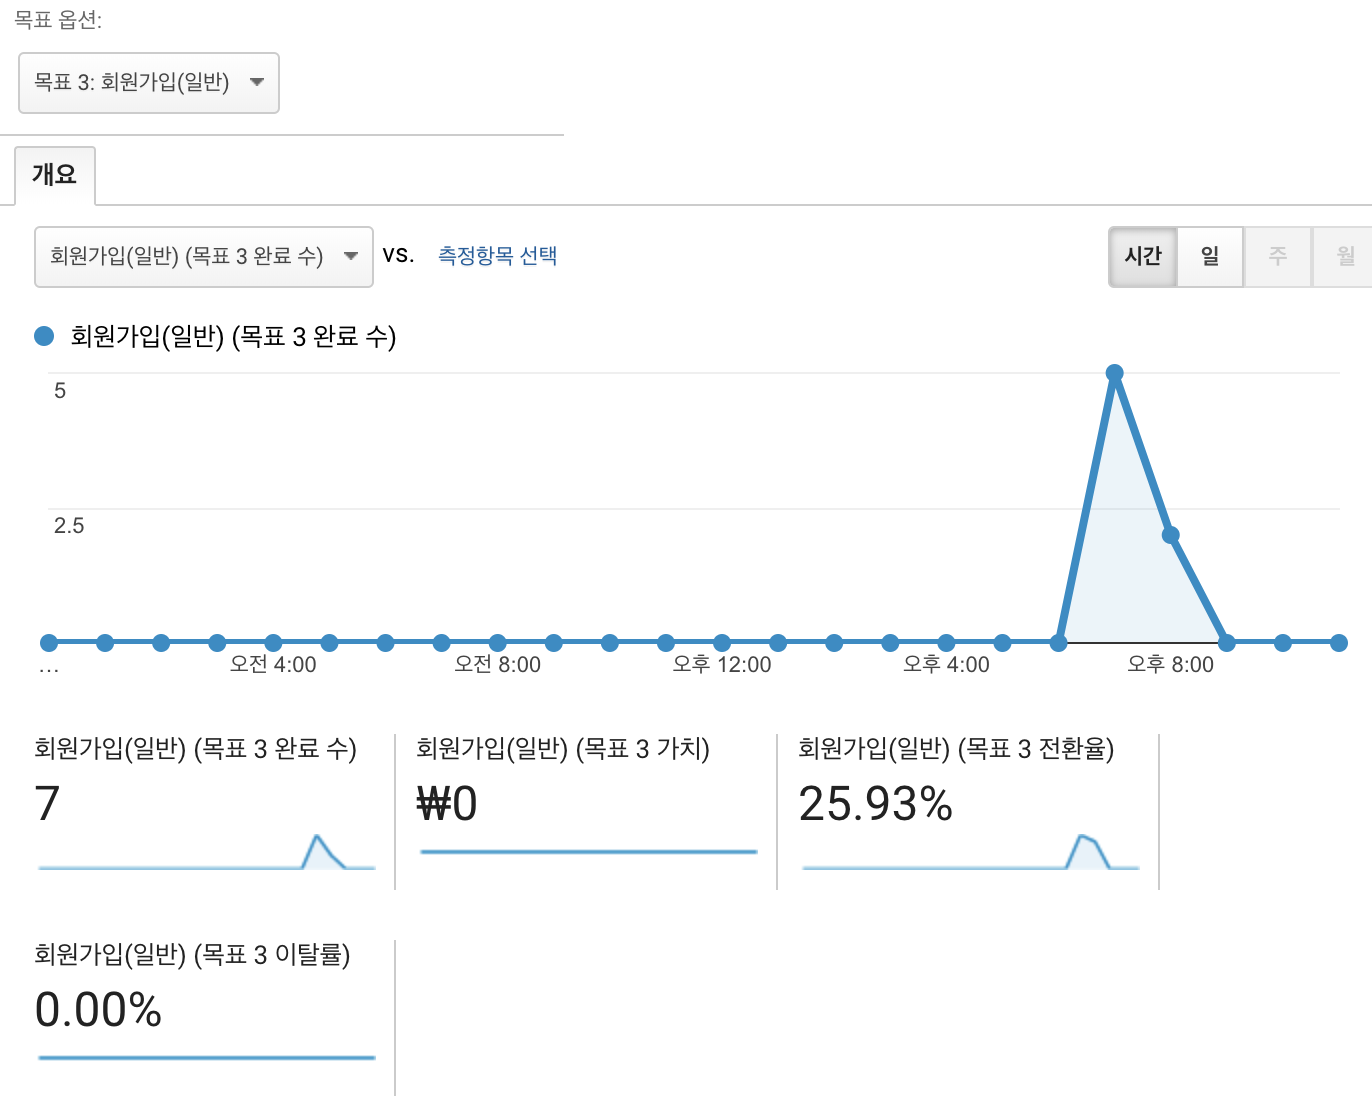 목표 옵션:
목표 3: 회원가입(일반)
개요
회원가입(일반) (목표 3 완료 수) vs. 측정항목 선택
시간 일 주 월
회원가입(일반) (목표 3 완료 수)
5
2.5
... 오전 4:00 오전 8:00 오후 12:00 오후 4:00 오후 8:00
회원가입(일반) (목표 3 완료 수)
7
회원가입(일반) (목표 3 가치)
₩0
회원가입(일반) (목표 3 전환율)
25.93%
회원가입(일반) (목표 3 이탈률)
0.00%